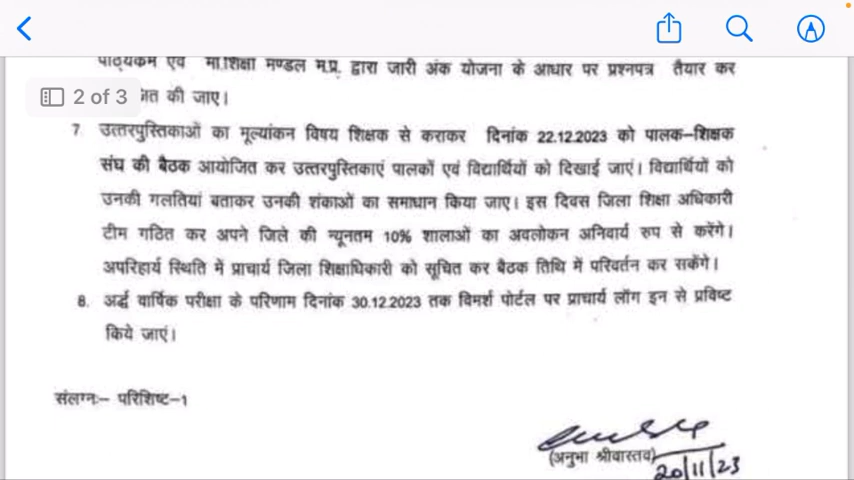 पाठ्यकम एवं मा.शिक्षा मण्डल म.प्र. द्वारा जारी अंक योजना के आधार पर प्रश्नपत्र तैयार कर
2 of 3
की जाए।
7. उत्तरपुस्तिकाओं का मूल्यांकन विषय शिक्षक से कराकर दिनांक 22.12.2023 को पालक–शिक्षक
संघ की बैठक आयोजित कर उत्तरपुस्तिकाएं पालकों एवं विद्यार्थियों को दिखाई जाएं। विद्यार्थियों को
उनकी गलतियां बताकर उनकी शंकाओं का समाधान किया जाए। इस दिवस जिला शिक्षा अधिकारी
टीम गठित कर अपने जिले की न्यूनतम 10% शालाओं का अवलोकन अनिवार्य रुप से करेंगे।
अपरिहार्य स्थिति में प्राचार्य जिला शिक्षाधिकारी को सूचित कर बैठक तिथि में परिवर्तन कर सकेंगे।
8. अर्द्ध वार्षिक परीक्षा के परिणाम दिनांक 30.12.2023 तक विमर्श पोर्टल पर प्राचार्य लॉग इन से प्रविष्ट
किये जाएं।
संलग्नः– परिशिष्ट–1
(अनुभा श्रीवास्तव)
20/11/23